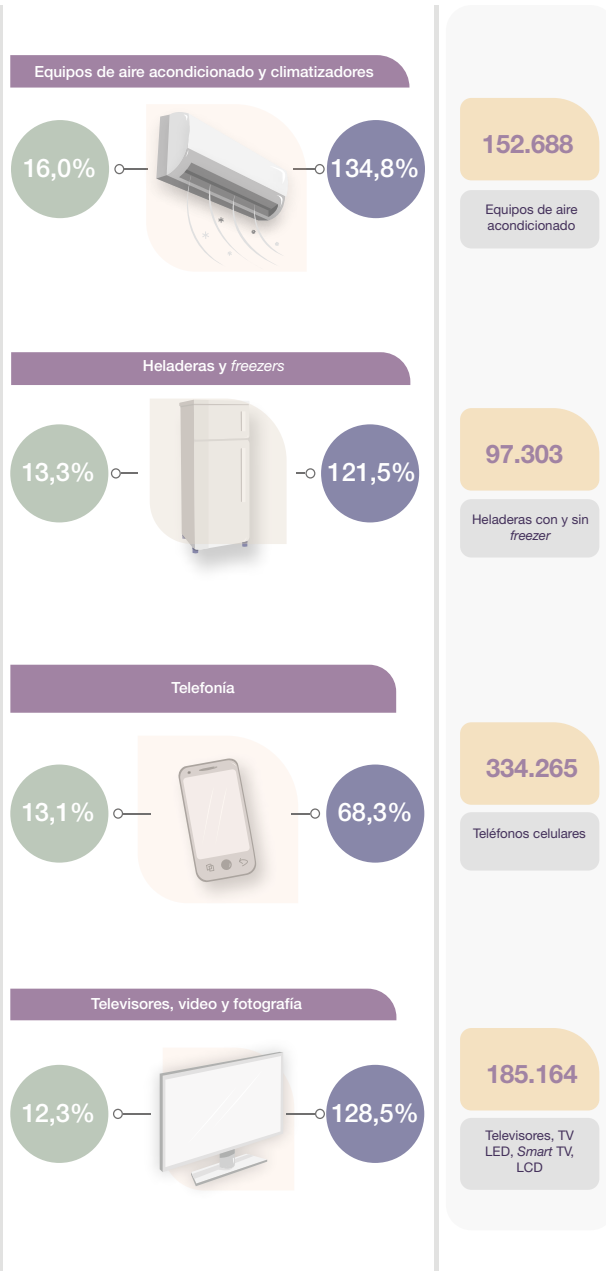 Equipos de aire acondicionado y climatizadores
16,0%
134,8%
152.688
Equipos de aire
acondicionado
Heladeras y freezers
13,3%
121,5%
97.303
Heladeras con y sin
freezer
Telefonía
13,1%
68,3%
334.265
Teléfonos celulares
Televisores, video y fotografía
12,3%
128,5%
185.164
Televisores, TV
LED, Smart TV,
LCD